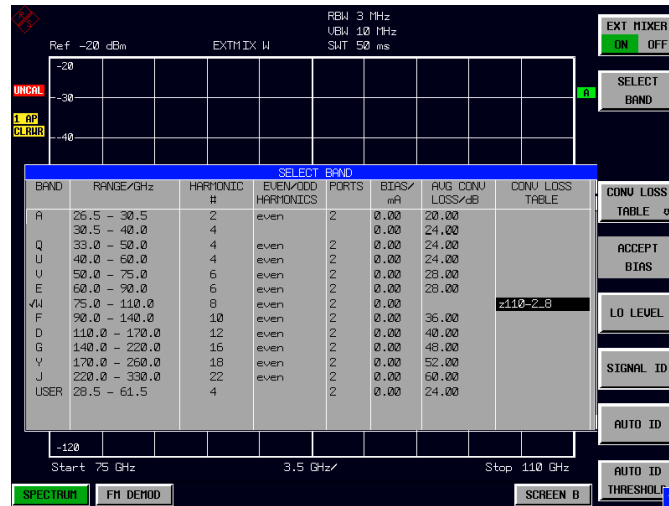 RBW 3 MHz
VBW 10 MHz
Ref -20 dBm EXTMIX W SWT 50 ms
EXT MIXER
ON OFF
-20
UNCAL
-30
A
SELECT
BAND
1 AP
CLRWR
-40
SELECT BAND
BAND RANGE/GHz HARMONIC # EVEN/ODD HARMONICS PORTS BIAS/ mA AVG CONV LOSS/dB CONV LOSS TABLE
A 26.5 - 30.5 2 even 2 0.00 20.00
30.5 - 40.0 4 0.00 24.00
Q 33.0 - 50.0 4 even 2 0.00 24.00
U 40.0 - 60.0 4 even 2 0.00 24.00
V 50.0 - 75.0 6 even 2 0.00 28.00
E 60.0 - 90.0 6 even 2 0.00 28.00
√W 75.0 - 110.0 8 even 2 0.00 z110-2_8
F 90.0 - 140.0 10 even 2 0.00 36.00
D 110.0 - 170.0 12 even 2 0.00 40.00
G 140.0 - 220.0 16 even 2 0.00 48.00
Y 170.0 - 260.0 18 even 2 0.00 52.00
J 220.0 - 330.0 22 even 2 0.00 60.00
USER 28.5 - 61.5 4 2 0.00 24.00
CONV LOSS
TABLE
ACCEPT
BIAS
LO LEVEL
SIGNAL ID
AUTO ID
-120
Start 75 GHz 3.5 GHz/ Stop 110 GHz
AUTO ID
THRESHOLD
SPECTRUM FM DEMOD SCREEN B